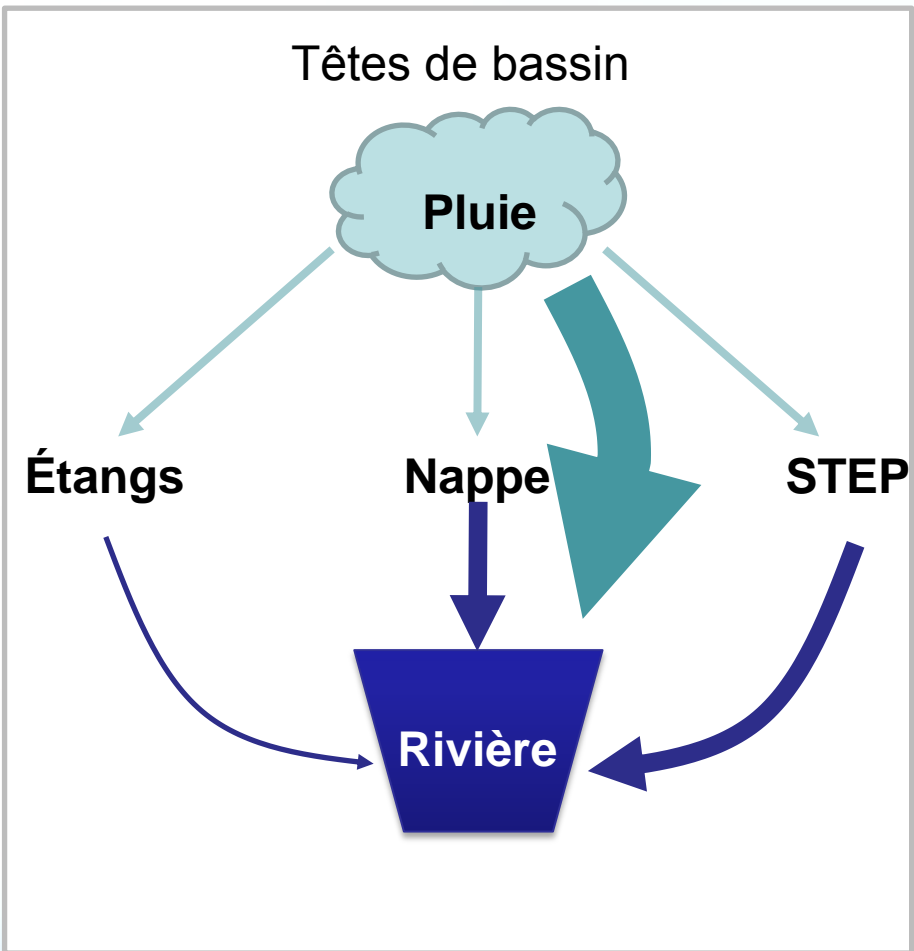 Têtes de bassin
Pluie
Étangs
Nappe
STEP
Rivière